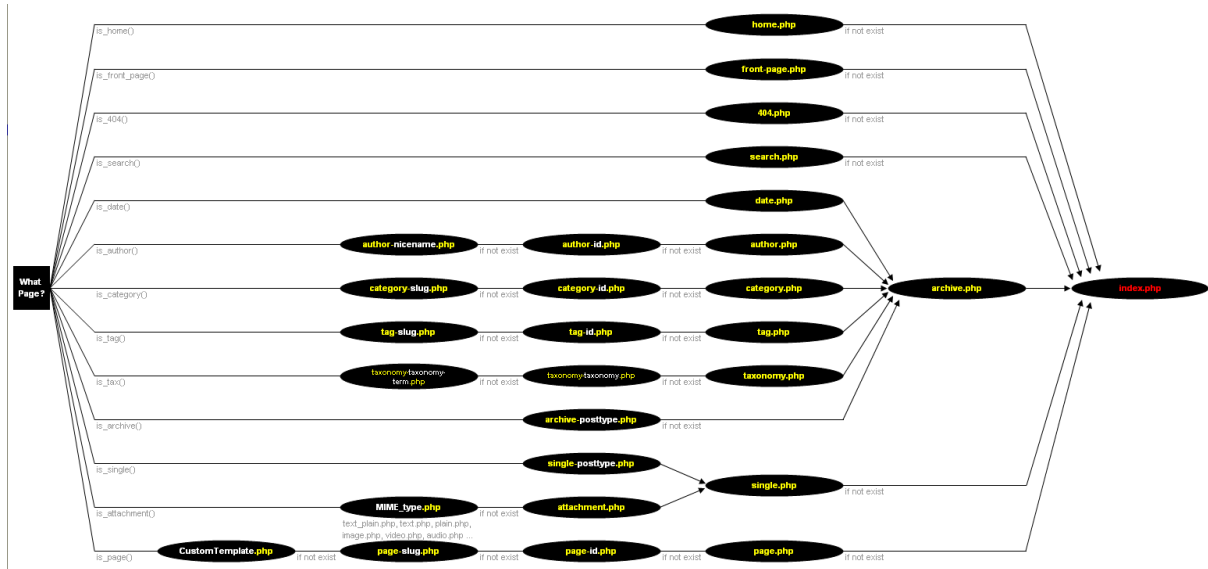 home.php
is_home()
if not exist
front-page.php
is_front_page()
if not exist
404.php
is_404()
if not exist
search.php
is_search()
if not exist
date.php
is_date()
author-nicename.php
author-id.php
author.php
is_author()
if not exist
if not exist
What
Page?
category-slug.php
category-id.php
category.php
archive.php
index.php
is_category()
if not exist
if not exist
tag-slug.php
tag-id.php
tag.php
is_tag()
if not exist
if not exist
taxonomy-taxonomy-
term.php
taxonomy-taxonomy.php
taxonomy.php
is_tax()
if not exist
if not exist
archive-posttype.php
is_archive()
if not exist
single-posttype.php
is_single()
single.php
if not exist
MIME_type.php
attachment.php
is_attachment()
if not exist
text_plain.php, text.php, plain.php,
image.php, video.php, audio.php ...
CustomTemplate.php
page-slug.php
page-id.php
page.php
is_page()
if not exist
if not exist
if not exist
if not exist